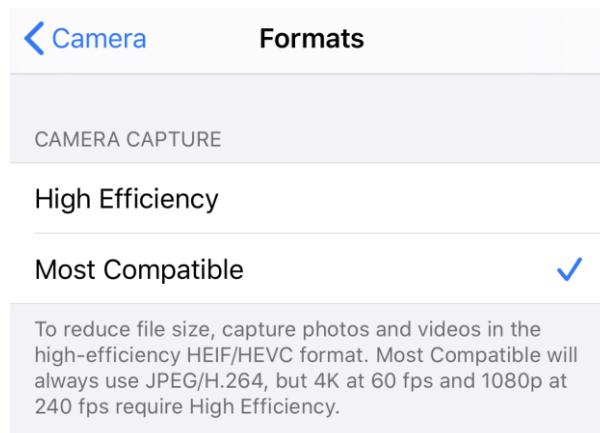 Camera Formats
CAMERA CAPTURE
High Efficiency
Most Compatible
To reduce file size, capture photos and videos in the
high-efficiency HEIF/HEVC format. Most Compatible will
always use JPEG/H.264, but 4K at 60 fps and 1080p at
240 fps require High Efficiency.